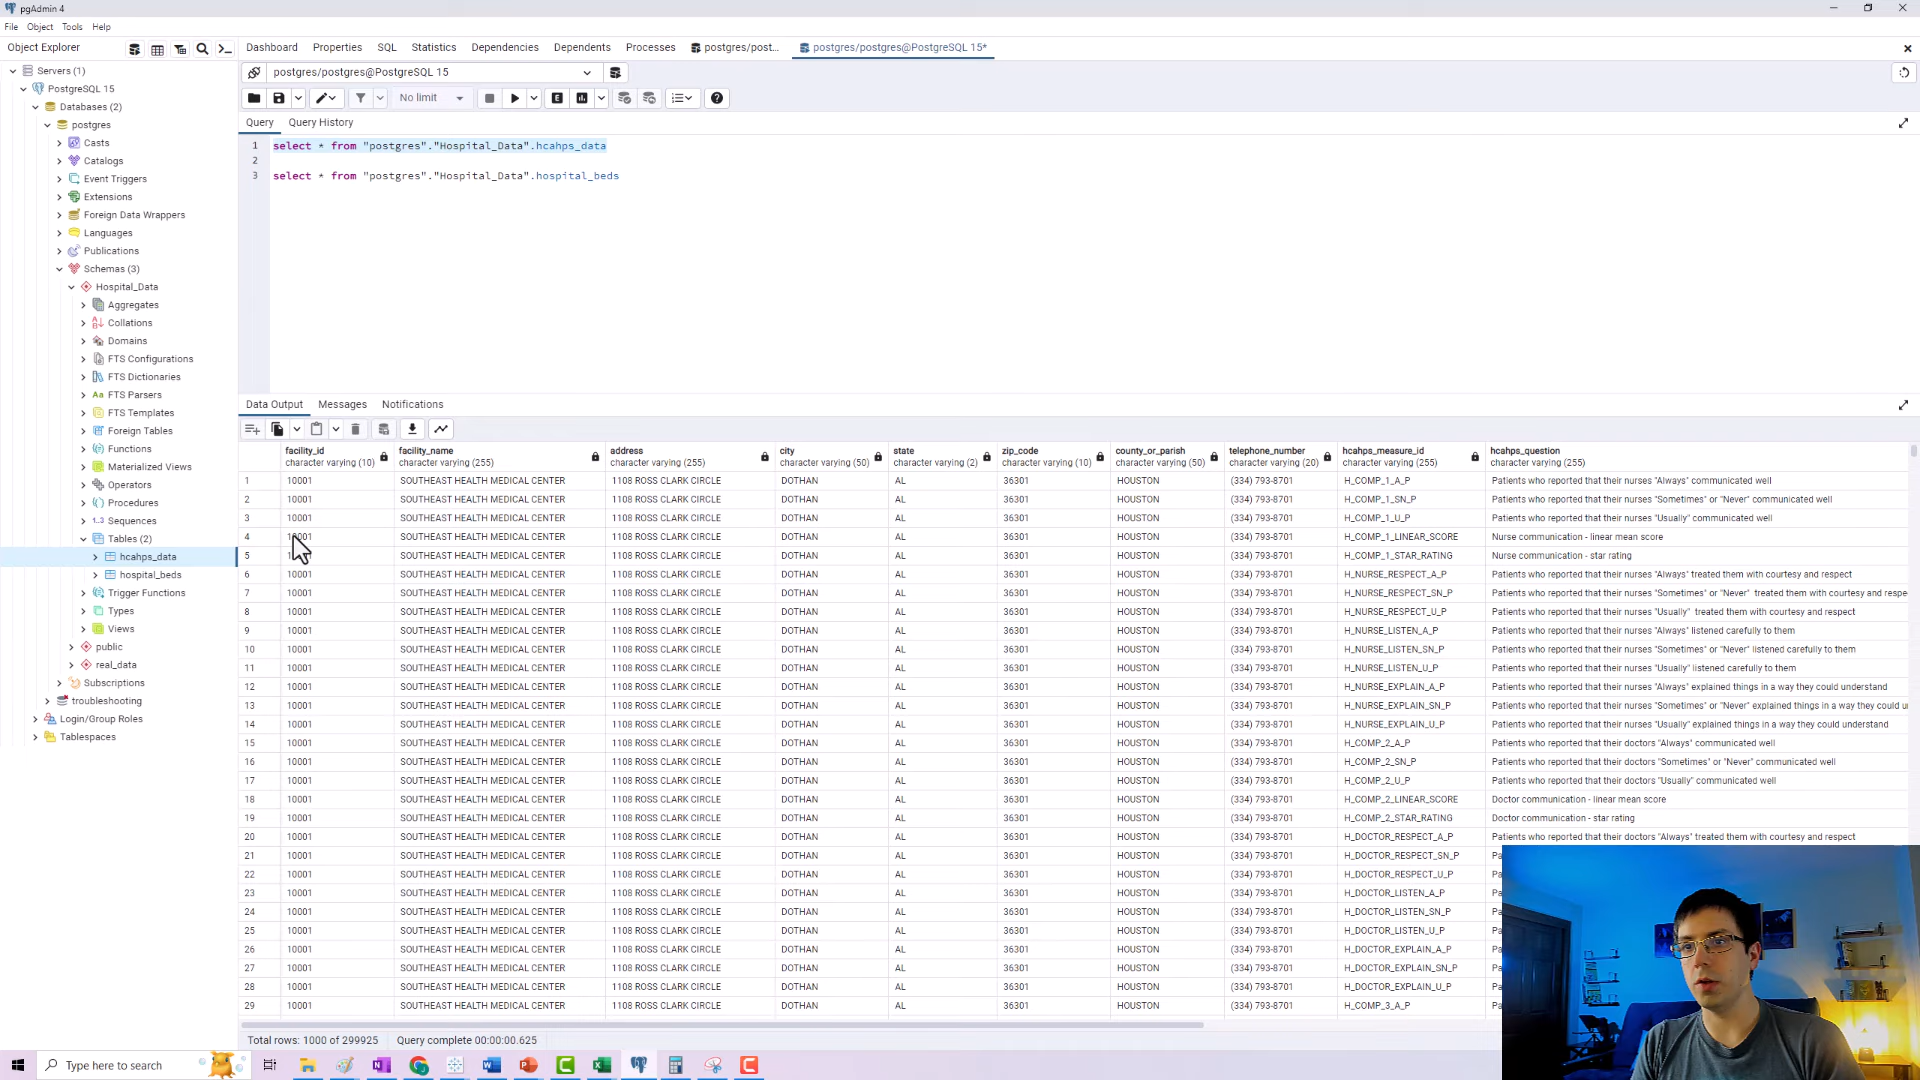 pgAdmin 4
File Object Tools Help
Object Explorer
Dashboard Properties SQL Statistics Dependencies Dependents Processes postgres/post... postgres/postgres@PostgreSQL 15*
Servers (1)
PostgreSQL 15
Databases (2)
postgres
Casts
Catalogs
Event Triggers
Extensions
Foreign Data Wrappers
Languages
Publications
Schemas (3)
Hospital_Data
Aggregates
Collations
Domains
FTS Configurations
FTS Dictionaries
FTS Parsers
FTS Templates
Foreign Tables
Functions
Materialized Views
Operators
Procedures
Sequences
Tables (2)
hcahps_data
hospital_beds
Trigger Functions
Types
Views
public
real_data
Subscriptions
troubleshooting
Login/Group Roles
Tablespaces
postgres/postgres@PostgreSQL 15
No limit
Query Query History
1 select * from "postgres"."Hospital_Data".hcahps_data
2
3 select * from "postgres"."Hospital_Data".hospital_beds
Data Output Messages Notifications
facility_id facility_name address city state zip_code county_or_parish telephone_number hcahps_measure_id hcahps_question
character varying (10) character varying (255) character varying (255) character varying (50) character varying (2) character varying (10) character varying (50) character varying (20) character varying (255) character varying (255)
1 10001 SOUTHEAST HEALTH MEDICAL CENTER 1108 ROSS CLARK CIRCLE DOTHAN AL 36301 HOUSTON (334) 793-8701 H_COMP_1_A_P Patients who reported that their nurses "Always" communicated well
2 10001 SOUTHEAST HEALTH MEDICAL CENTER 1108 ROSS CLARK CIRCLE DOTHAN AL 36301 HOUSTON (334) 793-8701 H_COMP_1_SN_P Patients who reported that their nurses "Sometimes" or "Never" communicated well
3 10001 SOUTHEAST HEALTH MEDICAL CENTER 1108 ROSS CLARK CIRCLE DOTHAN AL 36301 HOUSTON (334) 793-8701 H_COMP_1_U_P Patients who reported that their nurses "Usually" communicated well
4 10001 SOUTHEAST HEALTH MEDICAL CENTER 1108 ROSS CLARK CIRCLE DOTHAN AL 36301 HOUSTON (334) 793-8701 H_COMP_1_LINEAR_SCORE Nurse communication - linear mean score
5 SOUTHEAST HEALTH MEDICAL CENTER 1108 ROSS CLARK CIRCLE DOTHAN AL 36301 HOUSTON (334) 793-8701 H_COMP_1_STAR_RATING Nurse communication - star rating
6 10001 SOUTHEAST HEALTH MEDICAL CENTER 1108 ROSS CLARK CIRCLE DOTHAN AL 36301 HOUSTON (334) 793-8701 H_NURSE_RESPECT_A_P Patients who reported that their nurses "Always" treated them with courtesy and respect
7 10001 SOUTHEAST HEALTH MEDICAL CENTER 1108 ROSS CLARK CIRCLE DOTHAN AL 36301 HOUSTON (334) 793-8701 H_NURSE_RESPECT_SN_P Patients who reported that their nurses "Sometimes" or "Never" treated them with courtesy and respe
8 10001 SOUTHEAST HEALTH MEDICAL CENTER 1108 ROSS CLARK CIRCLE DOTHAN AL 36301 HOUSTON (334) 793-8701 H_NURSE_RESPECT_U_P Patients who reported that their nurses "Usually" treated them with courtesy and respect
9 10001 SOUTHEAST HEALTH MEDICAL CENTER 1108 ROSS CLARK CIRCLE DOTHAN AL 36301 HOUSTON (334) 793-8701 H_NURSE_LISTEN_A_P Patients who reported that their nurses "Always" listened carefully to them
10 10001 SOUTHEAST HEALTH MEDICAL CENTER 1108 ROSS CLARK CIRCLE DOTHAN AL 36301 HOUSTON (334) 793-8701 H_NURSE_LISTEN_SN_P Patients who reported that their nurses "Sometimes" or "Never" listened carefully to them
11 10001 SOUTHEAST HEALTH MEDICAL CENTER 1108 ROSS CLARK CIRCLE DOTHAN AL 36301 HOUSTON (334) 793-8701 H_NURSE_LISTEN_U_P Patients who reported that their nurses "Usually" listened carefully to them
12 10001 SOUTHEAST HEALTH MEDICAL CENTER 1108 ROSS CLARK CIRCLE DOTHAN AL 36301 HOUSTON (334) 793-8701 H_NURSE_EXPLAIN_A_P Patients who reported that their nurses "Always" explained things in a way they could understand
13 10001 SOUTHEAST HEALTH MEDICAL CENTER 1108 ROSS CLARK CIRCLE DOTHAN AL 36301 HOUSTON (334) 793-8701 H_NURSE_EXPLAIN_SN_P Patients who reported that their nurses "Sometimes" or "Never" explained things in a way they could u
14 10001 SOUTHEAST HEALTH MEDICAL CENTER 1108 ROSS CLARK CIRCLE DOTHAN AL 36301 HOUSTON (334) 793-8701 H_NURSE_EXPLAIN_U_P Patients who reported that their nurses "Usually" explained things in a way they could understand
15 10001 SOUTHEAST HEALTH MEDICAL CENTER 1108 ROSS CLARK CIRCLE DOTHAN AL 36301 HOUSTON (334) 793-8701 H_COMP_2_A_P Patients who reported that their doctors "Always" communicated well
16 10001 SOUTHEAST HEALTH MEDICAL CENTER 1108 ROSS CLARK CIRCLE DOTHAN AL 36301 HOUSTON (334) 793-8701 H_COMP_2_SN_P Patients who reported that their doctors "Sometimes" or "Never" communicated well
17 10001 SOUTHEAST HEALTH MEDICAL CENTER 1108 ROSS CLARK CIRCLE DOTHAN AL 36301 HOUSTON (334) 793-8701 H_COMP_2_U_P Patients who reported that their doctors "Usually" communicated well
18 10001 SOUTHEAST HEALTH MEDICAL CENTER 1108 ROSS CLARK CIRCLE DOTHAN AL 36301 HOUSTON (334) 793-8701 H_COMP_2_LINEAR_SCORE Doctor communication - linear mean score
19 10001 SOUTHEAST HEALTH MEDICAL CENTER 1108 ROSS CLARK CIRCLE DOTHAN AL 36301 HOUSTON (334) 793-8701 H_COMP_2_STAR_RATING Doctor communication - star rating
20 10001 SOUTHEAST HEALTH MEDICAL CENTER 1108 ROSS CLARK CIRCLE DOTHAN AL 36301 HOUSTON (334) 793-8701 H_DOCTOR_RESPECT_A_P Patients who reported that their doctors "Always" treated them with courtesy and respect
21 10001 SOUTHEAST HEALTH MEDICAL CENTER 1108 ROSS CLARK CIRCLE DOTHAN AL 36301 HOUSTON (334) 793-8701 H_DOCTOR_RESPECT_SN_P
22 10001 SOUTHEAST HEALTH MEDICAL CENTER 1108 ROSS CLARK CIRCLE DOTHAN AL 36301 HOUSTON (334) 793-8701 H_DOCTOR_RESPECT_U_P
23 10001 SOUTHEAST HEALTH MEDICAL CENTER 1108 ROSS CLARK CIRCLE DOTHAN AL 36301 HOUSTON (334) 793-8701 H_DOCTOR_LISTEN_A_P
24 10001 SOUTHEAST HEALTH MEDICAL CENTER 1108 ROSS CLARK CIRCLE DOTHAN AL 36301 HOUSTON (334) 793-8701 H_DOCTOR_LISTEN_SN_P
25 10001 SOUTHEAST HEALTH MEDICAL CENTER 1108 ROSS CLARK CIRCLE DOTHAN AL 36301 HOUSTON (334) 793-8701 H_DOCTOR_LISTEN_U_P
26 10001 SOUTHEAST HEALTH MEDICAL CENTER 1108 ROSS CLARK CIRCLE DOTHAN AL 36301 HOUSTON (334) 793-8701 H_DOCTOR_EXPLAIN_A_P
27 10001 SOUTHEAST HEALTH MEDICAL CENTER 1108 ROSS CLARK CIRCLE DOTHAN AL 36301 HOUSTON (334) 793-8701 H_DOCTOR_EXPLAIN_SN_P
28 10001 SOUTHEAST HEALTH MEDICAL CENTER 1108 ROSS CLARK CIRCLE DOTHAN AL 36301 HOUSTON (334) 793-8701 H_DOCTOR_EXPLAIN_U_P
29 10001 SOUTHEAST HEALTH MEDICAL CENTER 1108 ROSS CLARK CIRCLE DOTHAN AL 36301 HOUSTON (334) 793-8701 H_COMP_3_A_P
Total rows: 1000 of 299925 Query complete 00:00:00.625
Type here to search